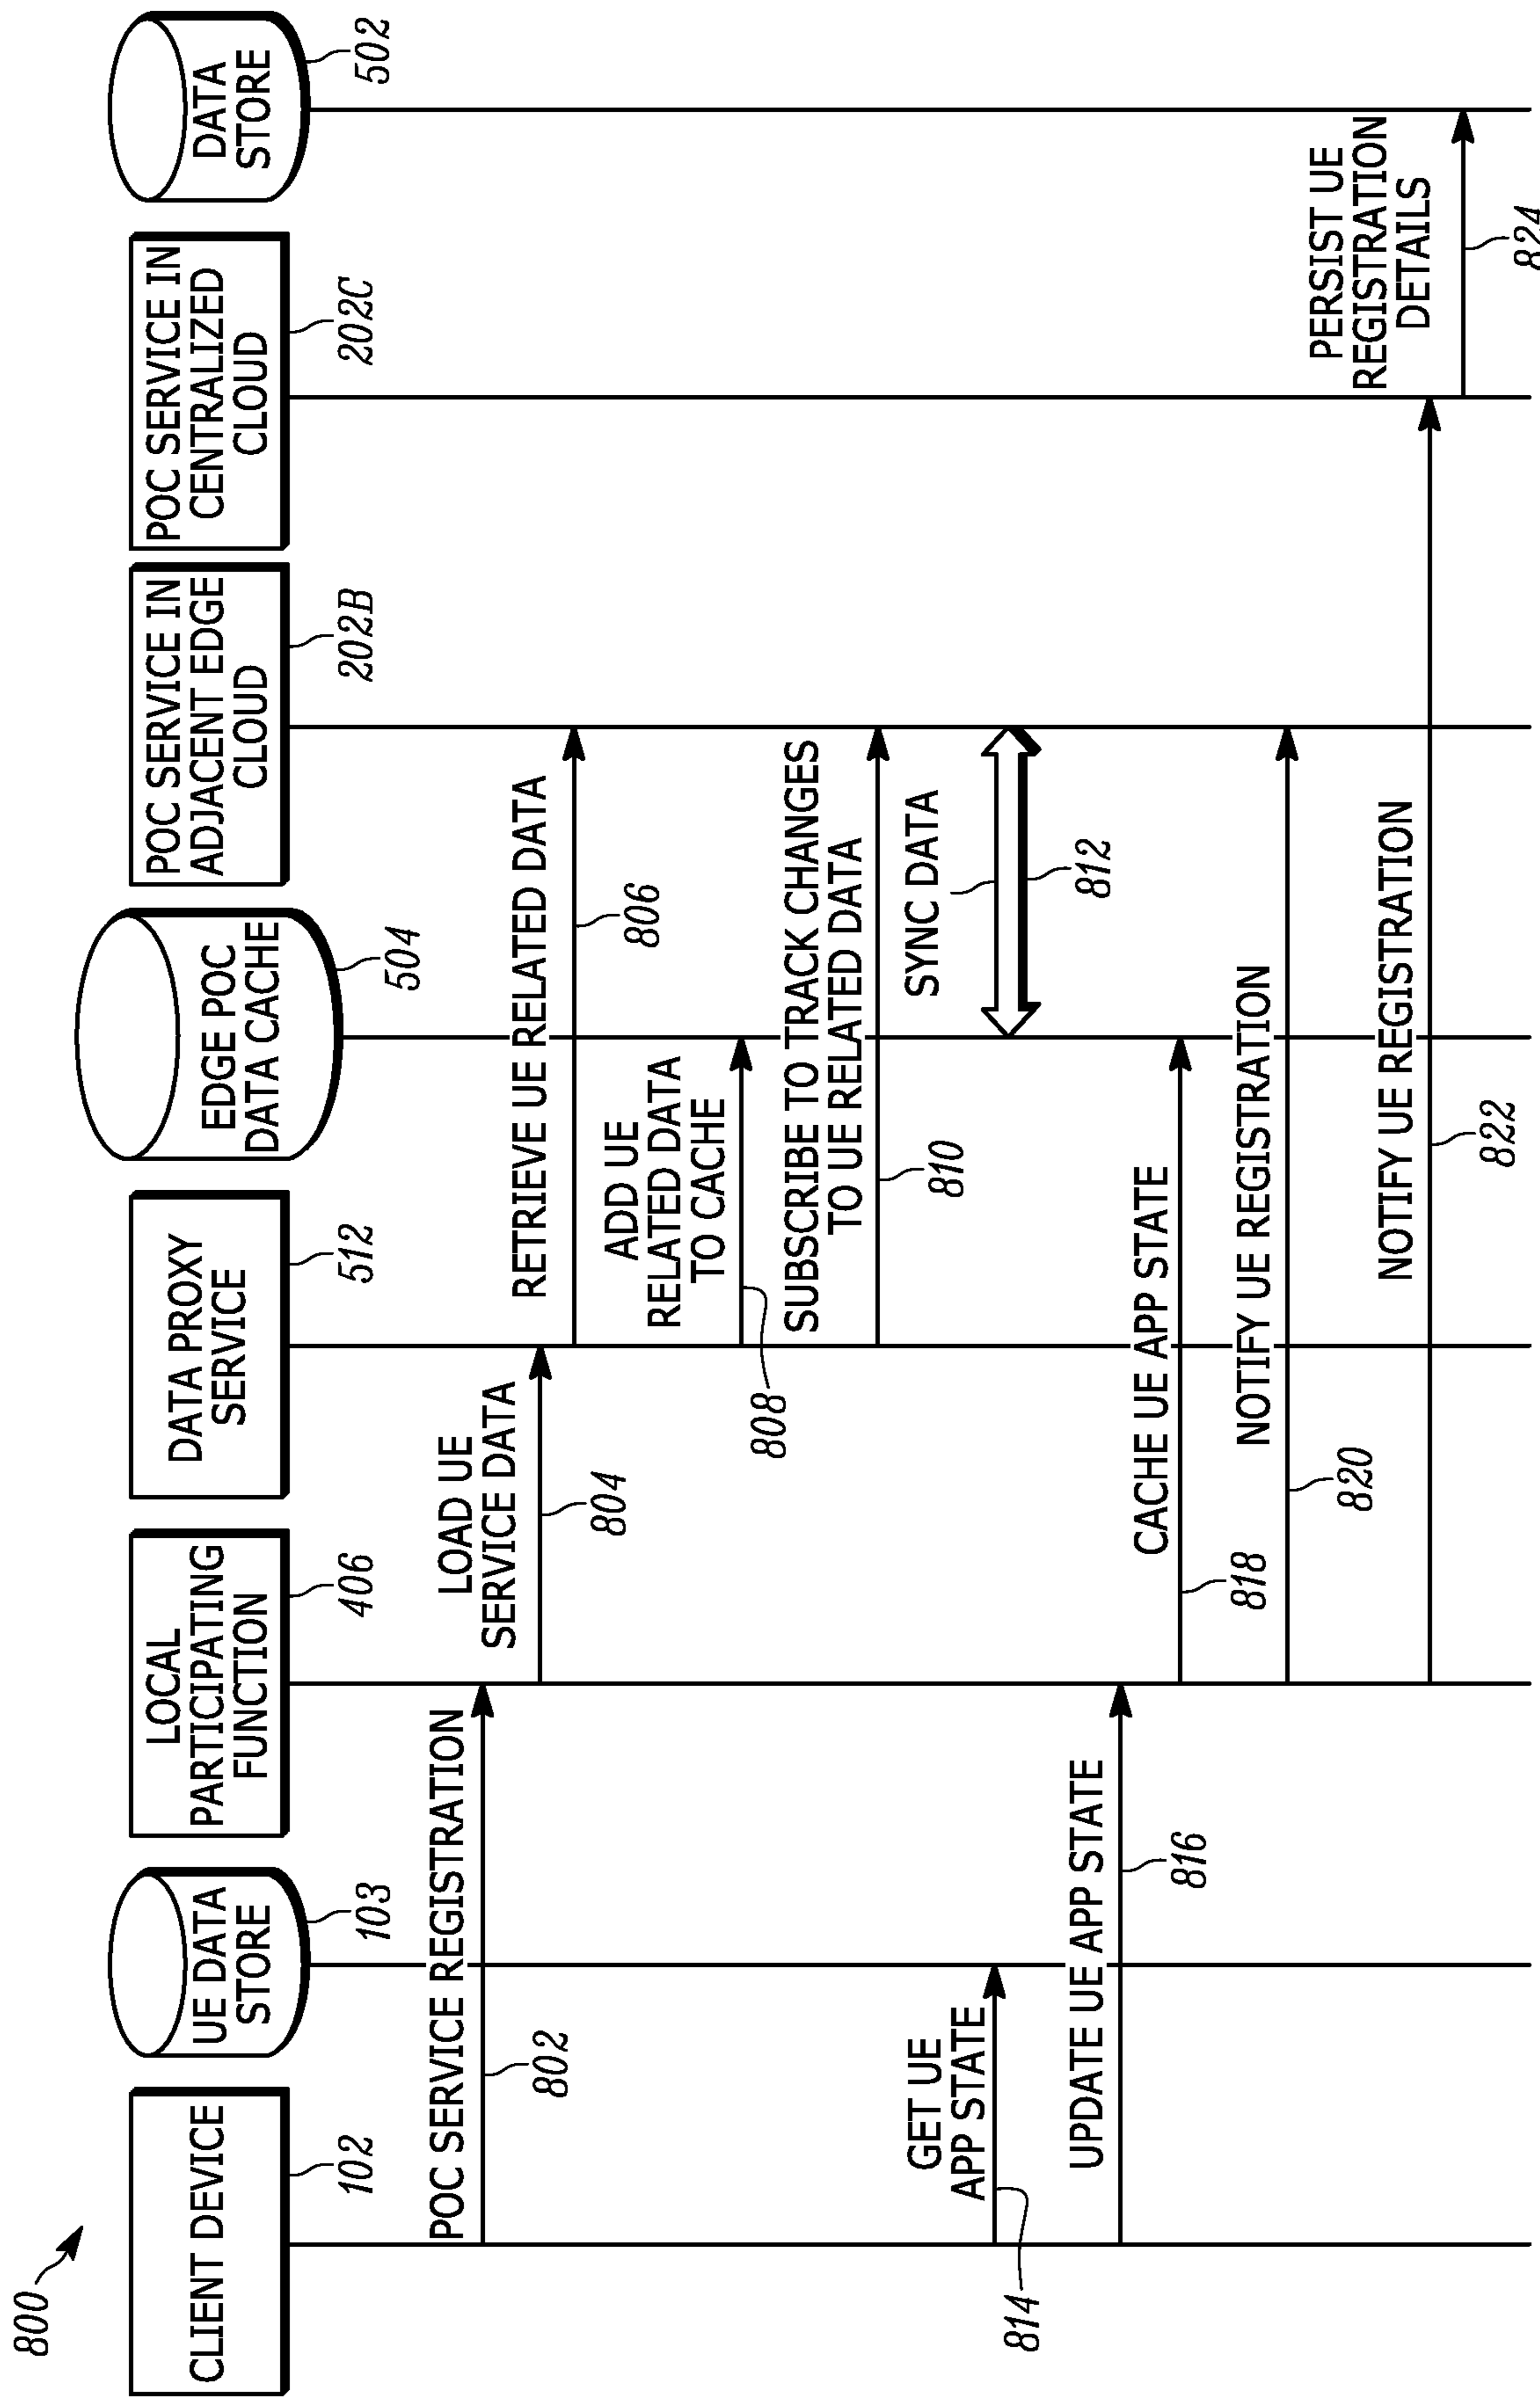 800
CLIENT DEVICE
102
UE DATA
STORE
103
LOCAL
PARTICIPATING
FUNCTION
406
DATA PROXY
SERVICE
512
EDGE POC
DATA CACHE
504
POC SERVICE IN
ADJACENT EDGE
CLOUD
202B
POC SERVICE IN
CENTRALIZED
CLOUD
202C
DATA
STORE
502
POC SERVICE REGISTRATION
802
LOAD UE
SERVICE DATA
804
RETRIEVE UE RELATED DATA
806
ADD UE
RELATED DATA
TO CACHE
808
SUBSCRIBE TO TRACK CHANGES
TO UE RELATED DATA
810
SYNC DATA
812
GET UE
APP STATE
814
UPDATE UE APP STATE
816
CACHE UE APP STATE
818
NOTIFY UE REGISTRATION
820
NOTIFY UE REGISTRATION
822
PERSIST UE
REGISTRATION
DETAILS
824